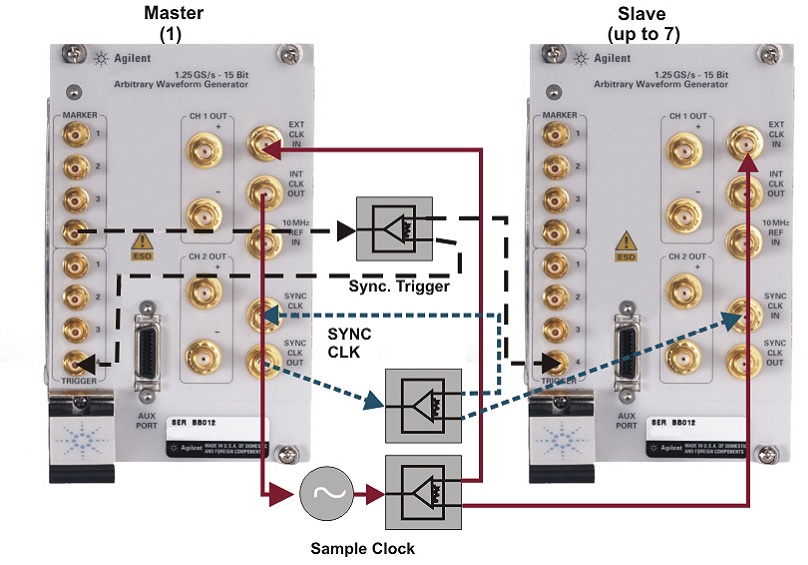 Master
(1)
Slave
(up to 7)
Agilent
1.25 GS/s - 15 Bit
Arbitrary Waveform Generator
MARKER
1
2
3
4
1
2
3
4
TRIGGER
CH 1 OUT
+
−
CH 2 OUT
+
−
EXT
CLK
IN
INT
CLK
OUT
10 MHz
REF
IN
SYNC
CLK
SYNC
CLK
OUT
ESD
AUX
PORT
SER BB012
Agilent
MADE IN U.S.A. OF DOMESTIC
AND FOREIGN COMPONENTS
Sync. Trigger
SYNC
CLK
Sample Clock
Agilent
1.25 GS/s - 15 Bit
Arbitrary Waveform Generator
MARKER
1
2
3
4
1
2
3
4
TRIGGER
CH 1 OUT
+
−
CH 2 OUT
+
−
EXT
CLK
IN
INT
CLK
OUT
10 MHz
REF
IN
SYNC
CLK
IN
SYNC
CLK
OUT
ESD
AUX
PORT
SER BB012
Agilent
MADE IN U.S.A. OF DOMESTIC
AND FOREIGN COMPONENTS